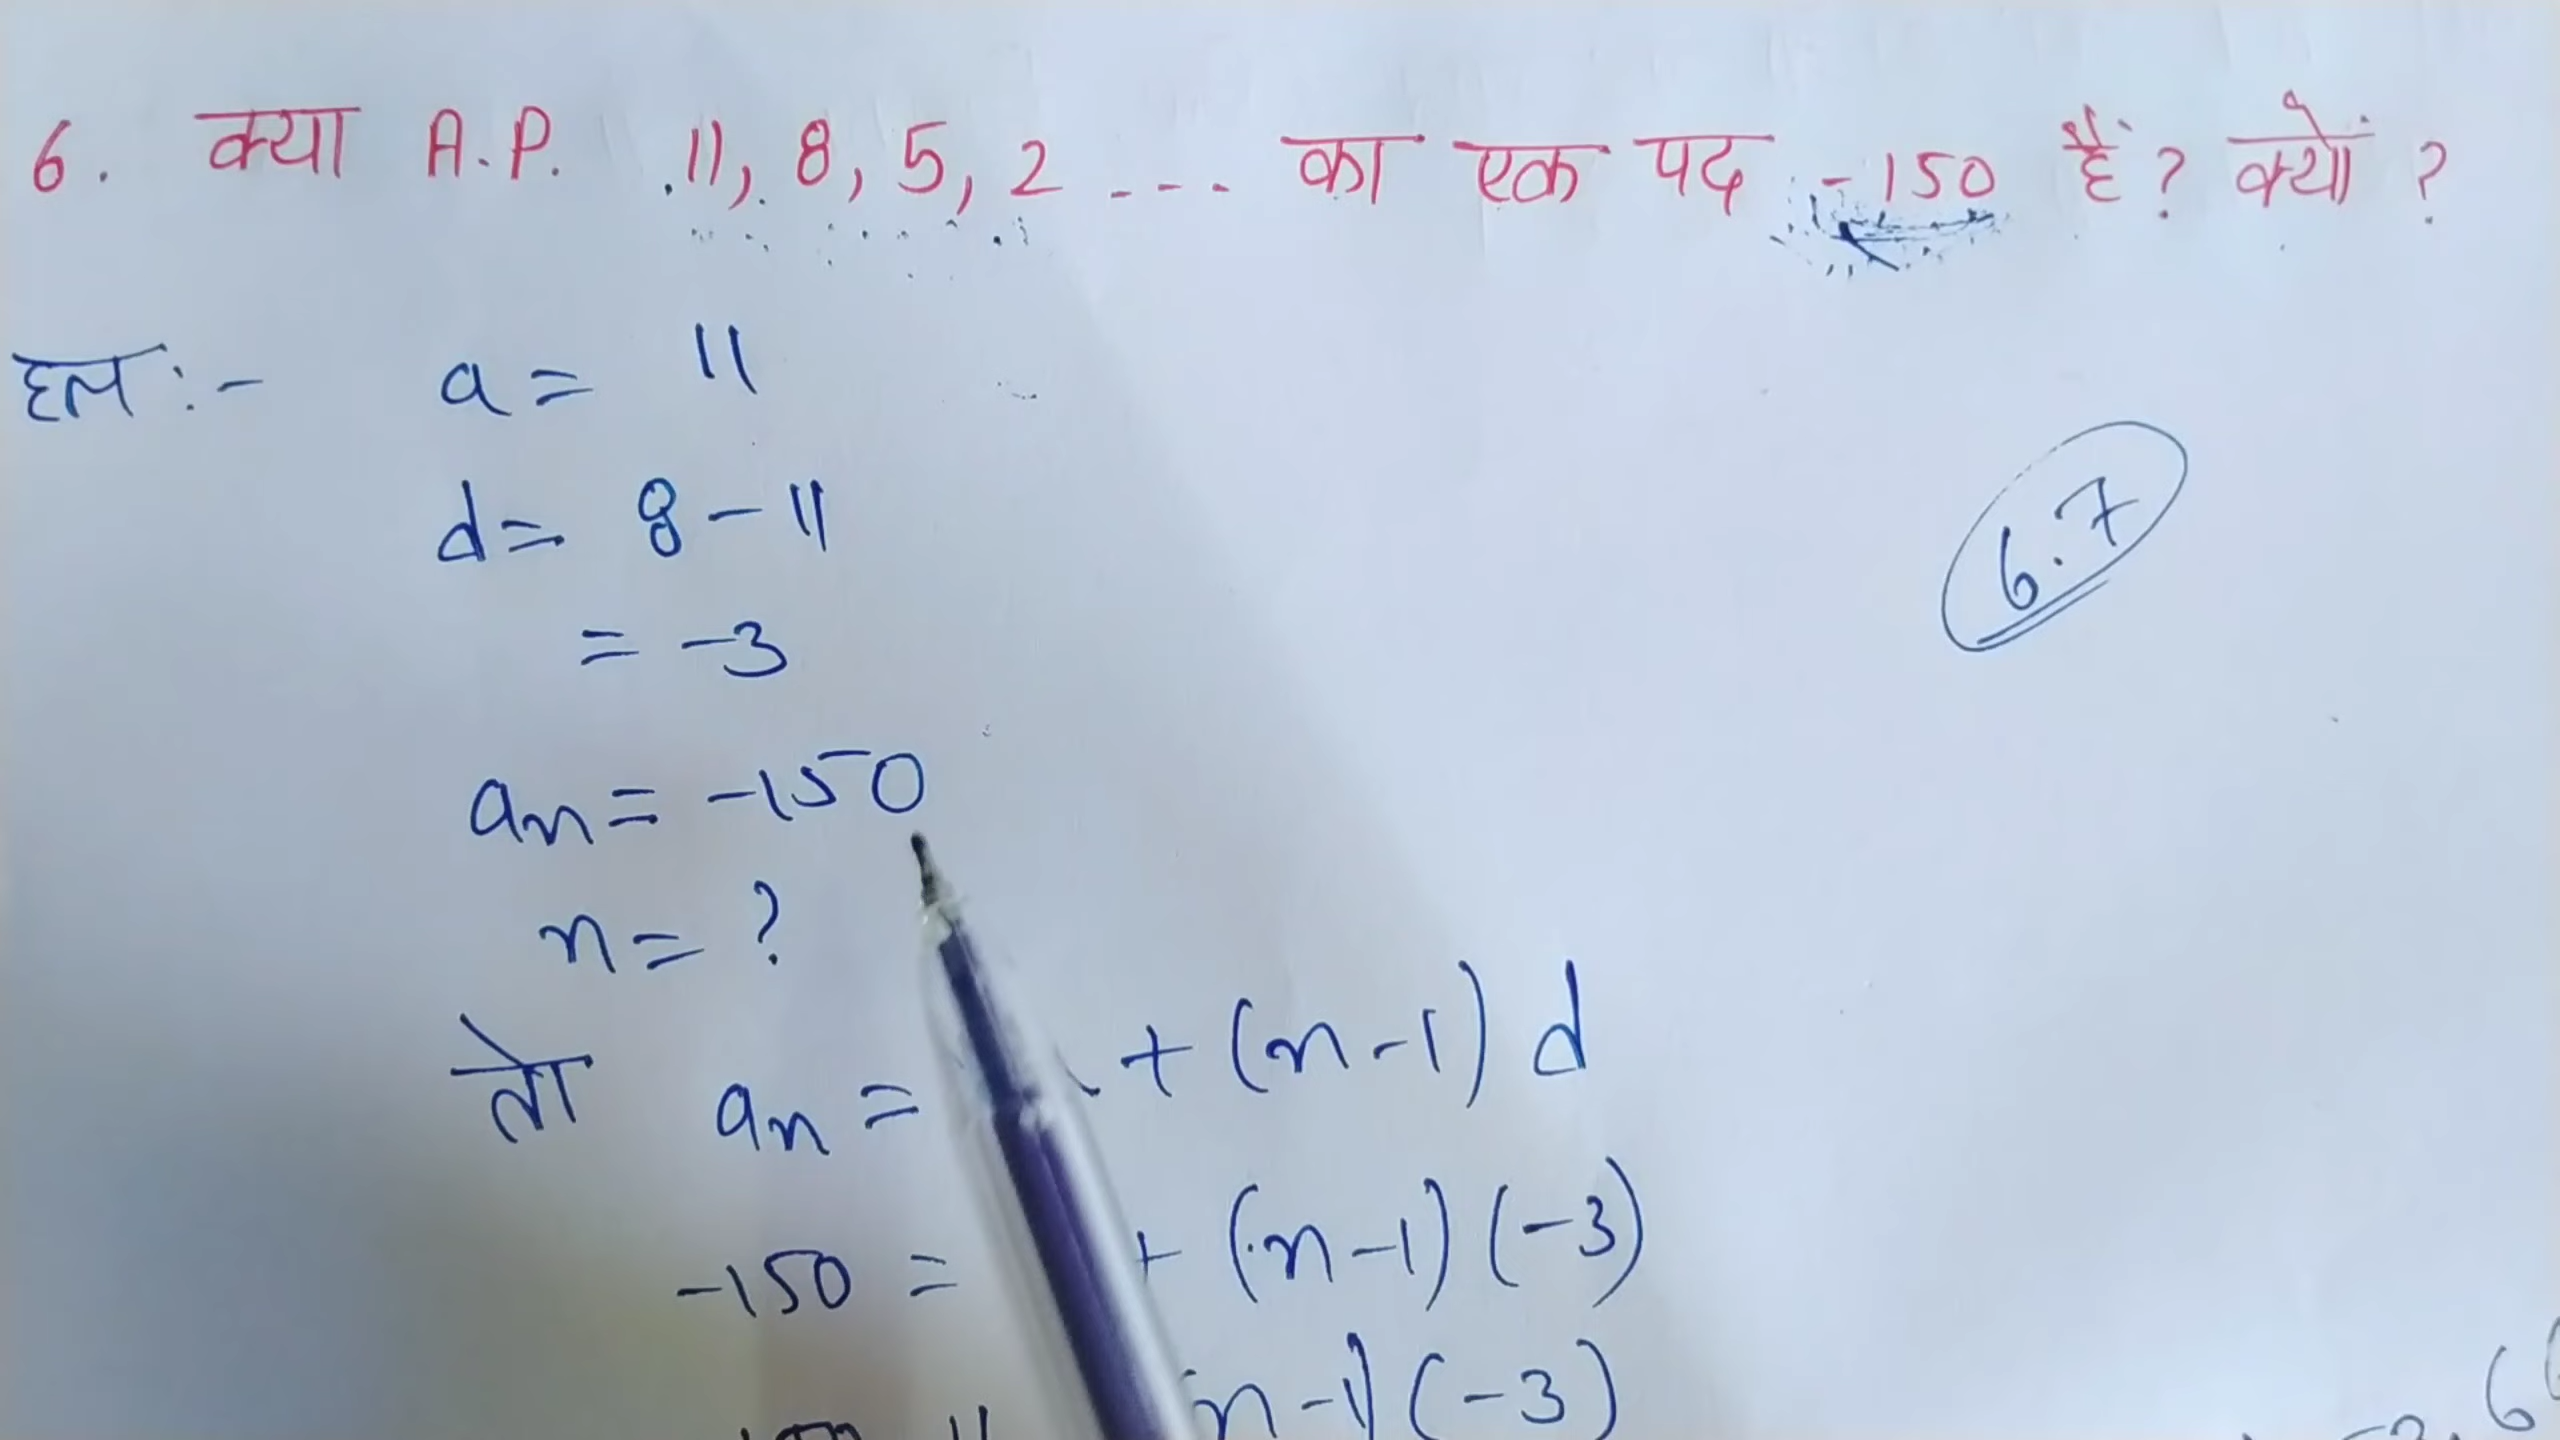 6. क्या A.P. 11, 8, 5, 2 --- का एक पद -150 हैं? क्यों ?
हल :- a = 11
d = 8 - 11
= -3
6.7
an = -150
n = ?
तो an = + (n-1) d
-150 = + (n-1) (-3)
n-1) (-3)